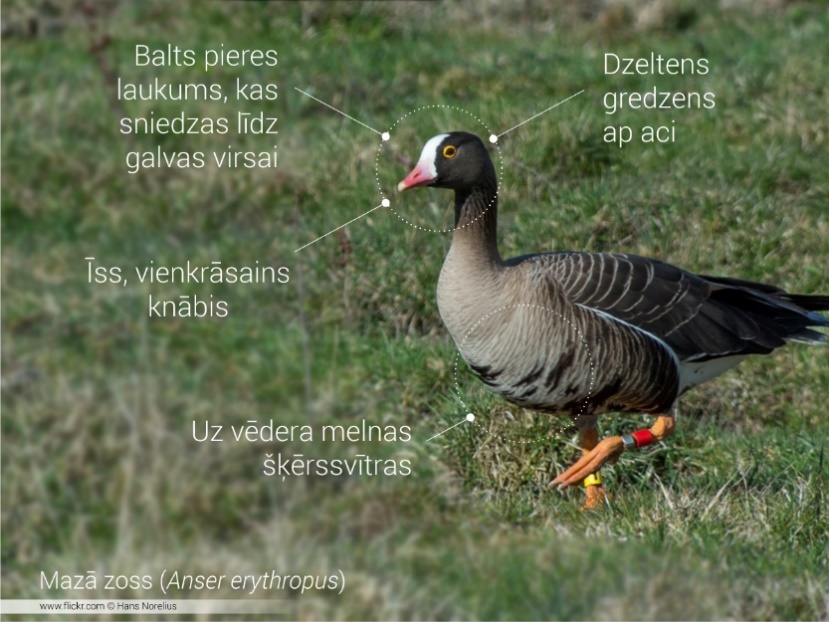 Balts pieres
laukums, kas
sniedzas līdz
galvas virsai
Dzeltens
gredzens
ap aci
Īss, vienkrāsains
knābis
Uz vēdera melnas
šķērssvītras
Mazā zoss (Anser erythropus)
www.flickr.com © Hans Norelius